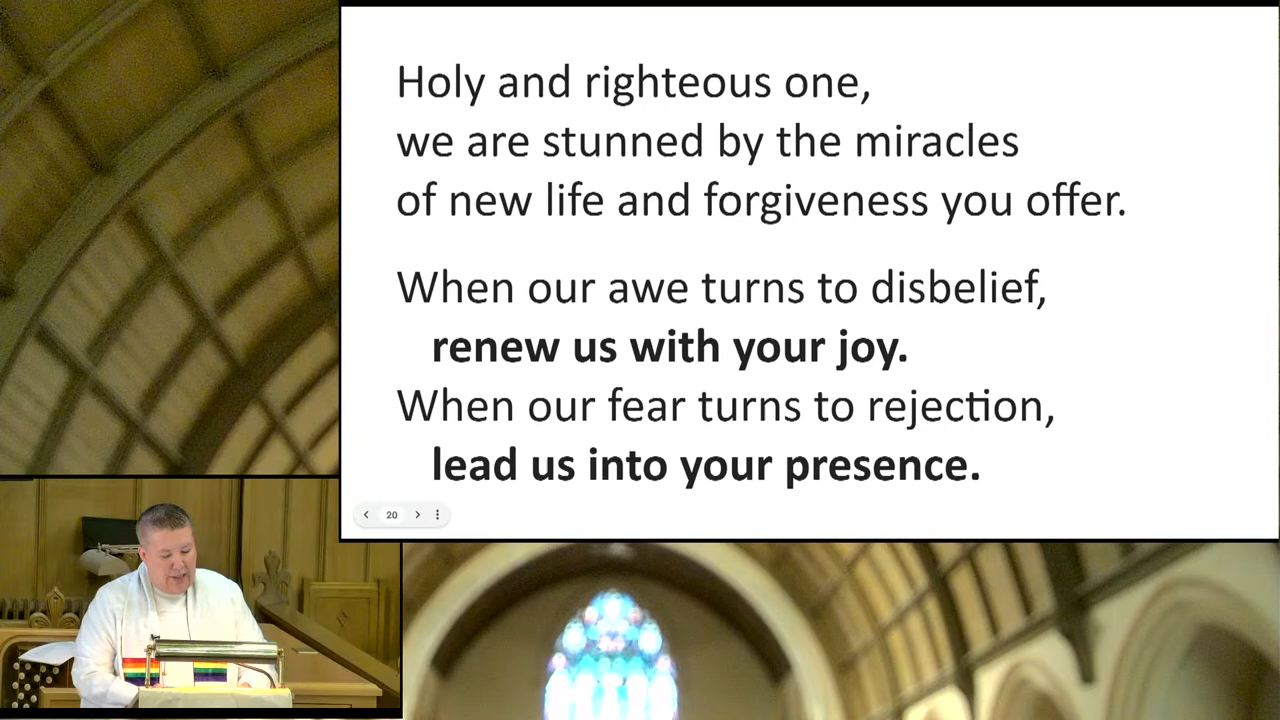 Holy and righteous one,
we are stunned by the miracles
of new life and forgiveness you offer.
When our awe turns to disbelief,
renew us with your joy.
When our fear turns to rejection,
lead us into your presence.
20